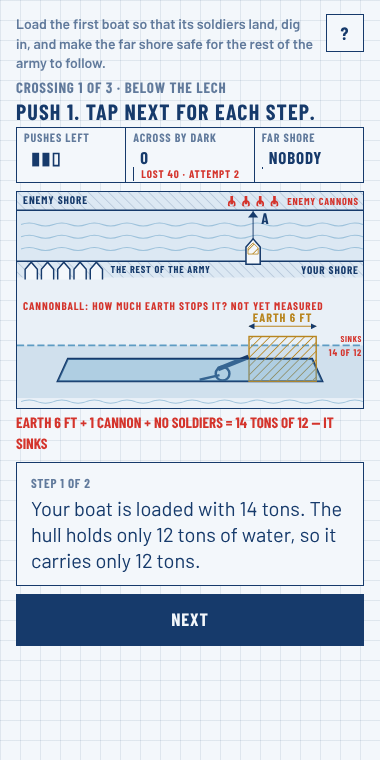 Load the first boat so that its soldiers land, dig
in, and make the far shore safe for the rest of the
army to follow.
?
CROSSING 1 OF 3 · BELOW THE LECH
PUSH 1. TAP NEXT FOR EACH STEP.
PUSHES LEFT
ACROSS BY DARK
0
LOST 40 · ATTEMPT 2
FAR SHORE
NOBODY
ENEMY SHORE
ENEMY CANNONS
A
THE REST OF THE ARMY
YOUR SHORE
CANNONBALL: HOW MUCH EARTH STOPS IT? NOT YET MEASURED
EARTH 6 FT
SINKS
14 OF 12
EARTH 6 FT + 1 CANNON + NO SOLDIERS = 14 TONS OF 12 — IT
SINKS
STEP 1 OF 2
Your boat is loaded with 14 tons. The
hull holds only 12 tons of water, so it
carries only 12 tons.
NEXT